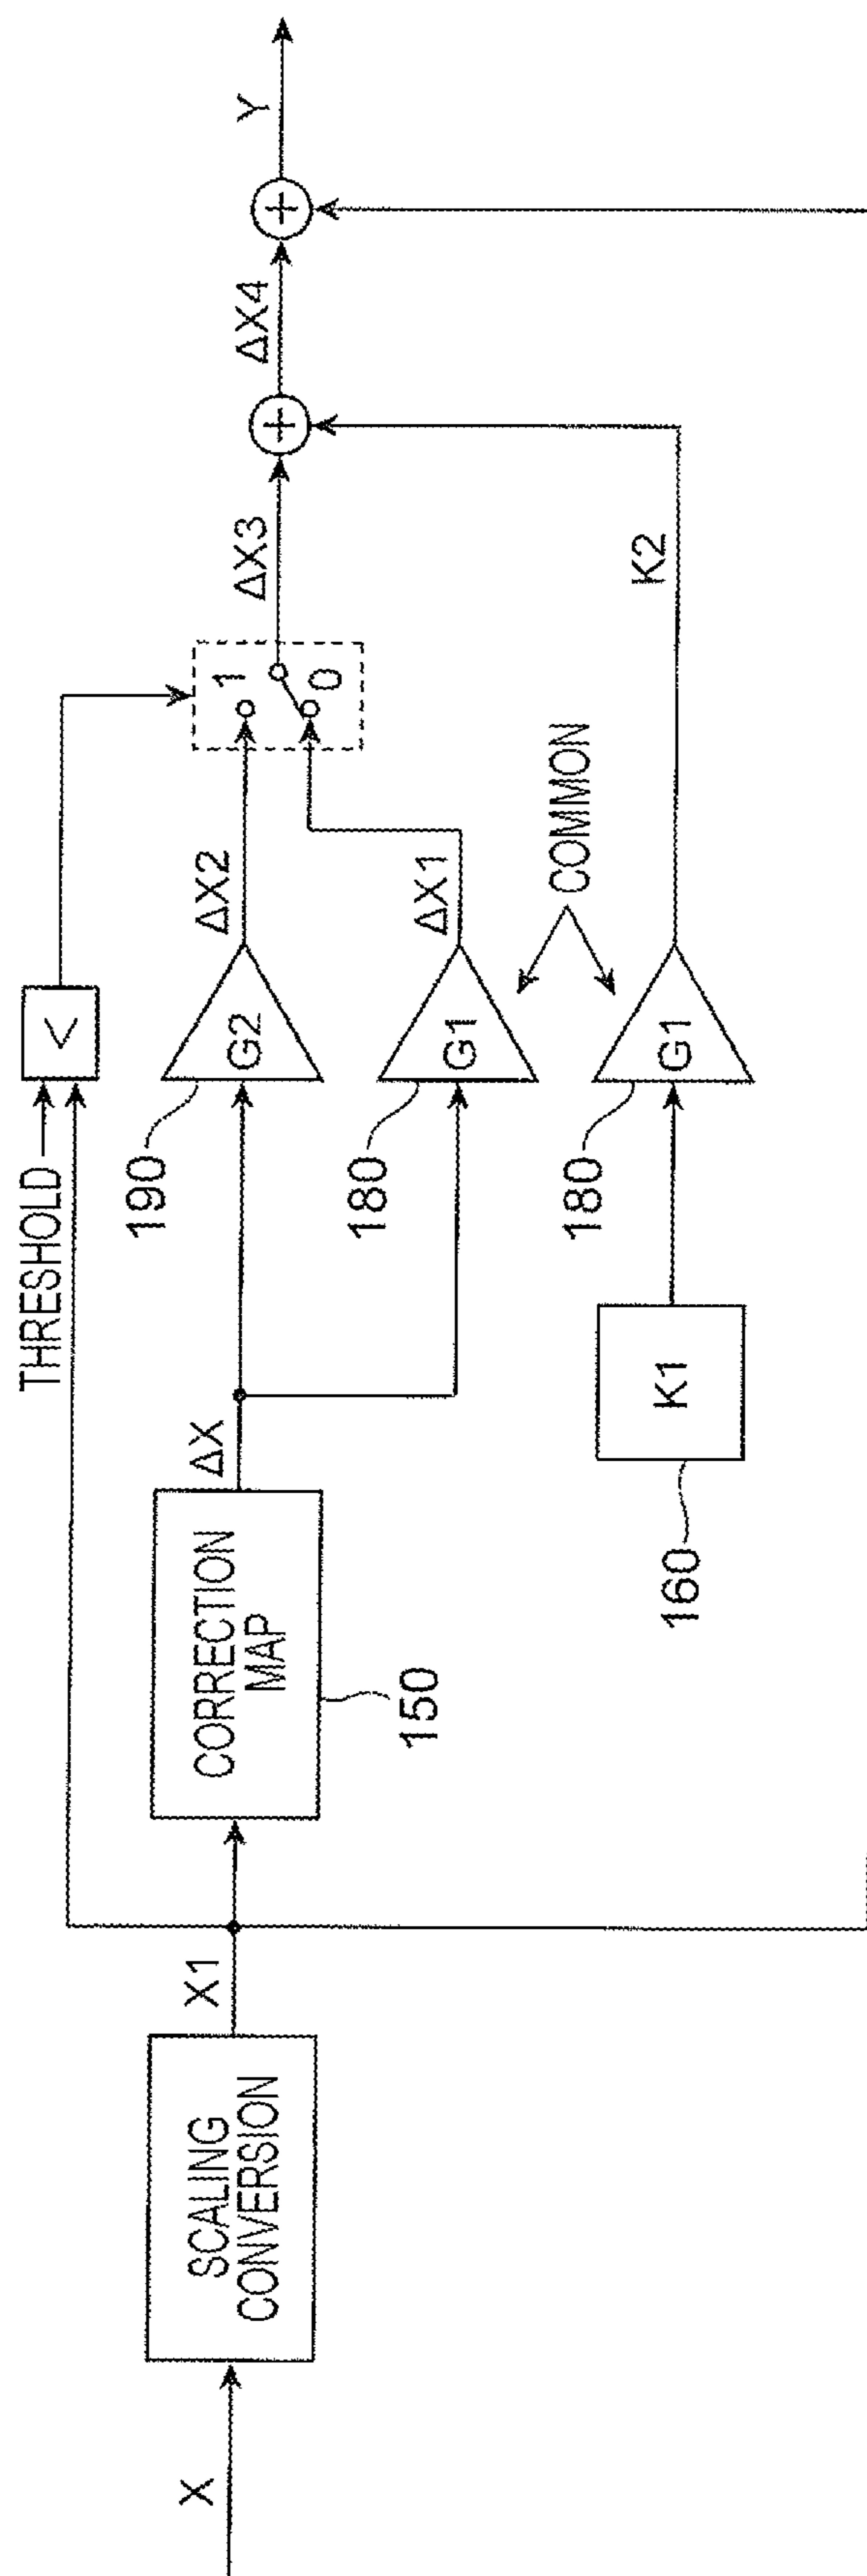 X
SCALING
CONVERSION
X1
CORRECTION
MAP
150
ΔX
THRESHOLD
<
190
G2
180
G1
180
G1
K1
160
COMMON
ΔX2
ΔX1
1
0
ΔX3
K2
+
ΔX4
+
Y